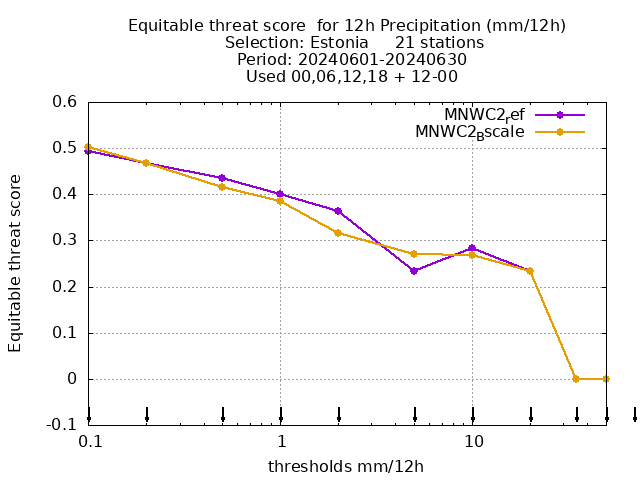 Equitable threat score  for 12h Precipitation (mm/12h)
Selection: Estonia     21 stations
Period: 20240601-20240630
Used 00,06,12,18 + 12-00
MNWC2ref
MNWC2Bscale
0.6
0.5
0.4
0.3
0.2
0.1
0
-0.1
Equitable threat score
0.1 1 10
thresholds mm/12h